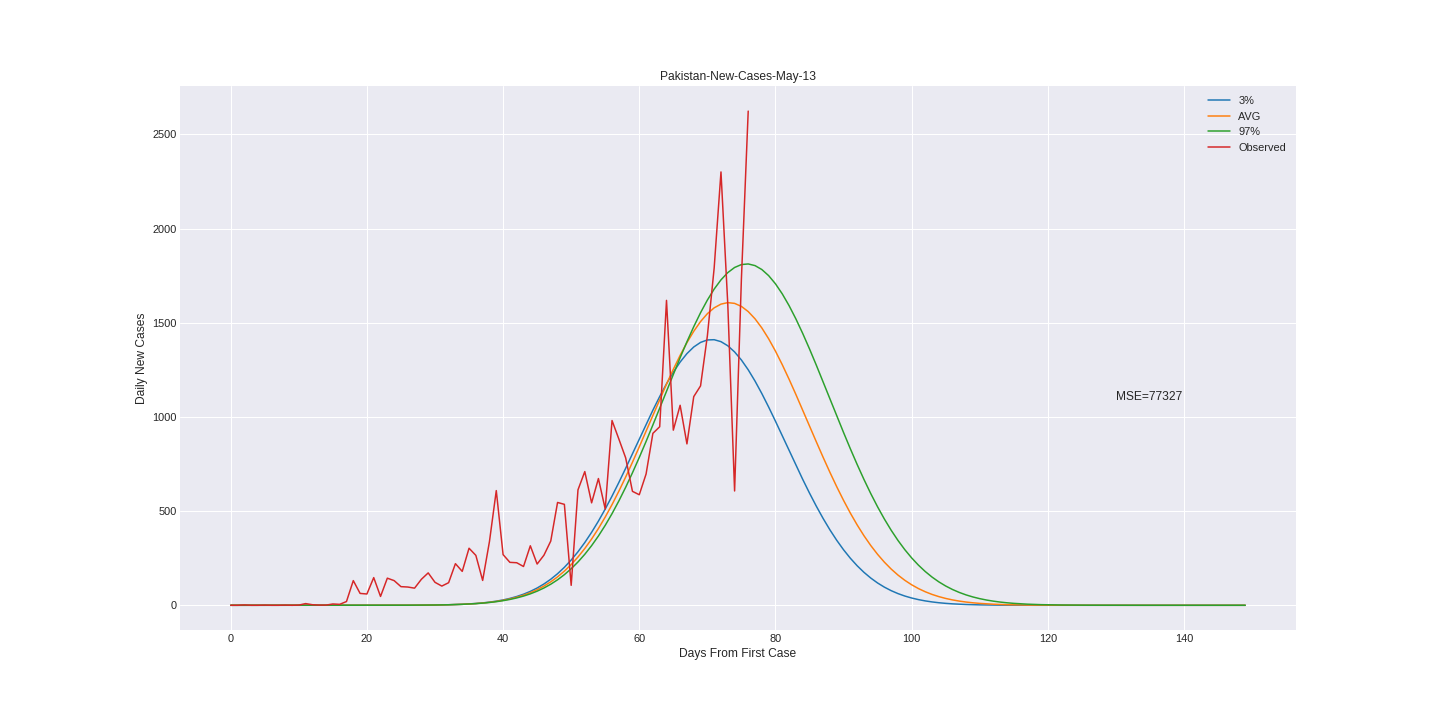 Pakistan-New-Cases-May-13
3%
AVG
97%
Observed
2500
2000
1500
1000
500
0
Daily New Cases
MSE=77327
0 20 40 60 80 100 120 140
Days From First Case